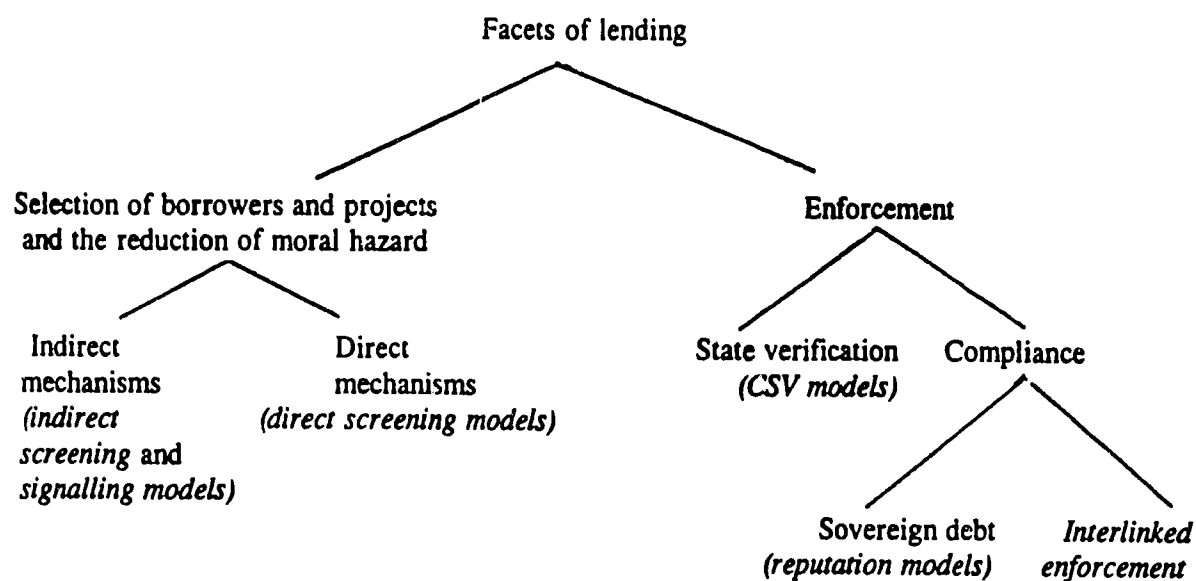 Facets of lending
Selection of borrowers and projects
and the reduction of moral hazard
Enforcement
Indirect
mechanisms
(indirect
screening and
signalling models)
Direct
mechanisms
(direct screening models)
State verification
(CSV models)
Compliance
Sovereign debt
(reputation models)
Interlinked
enforcement